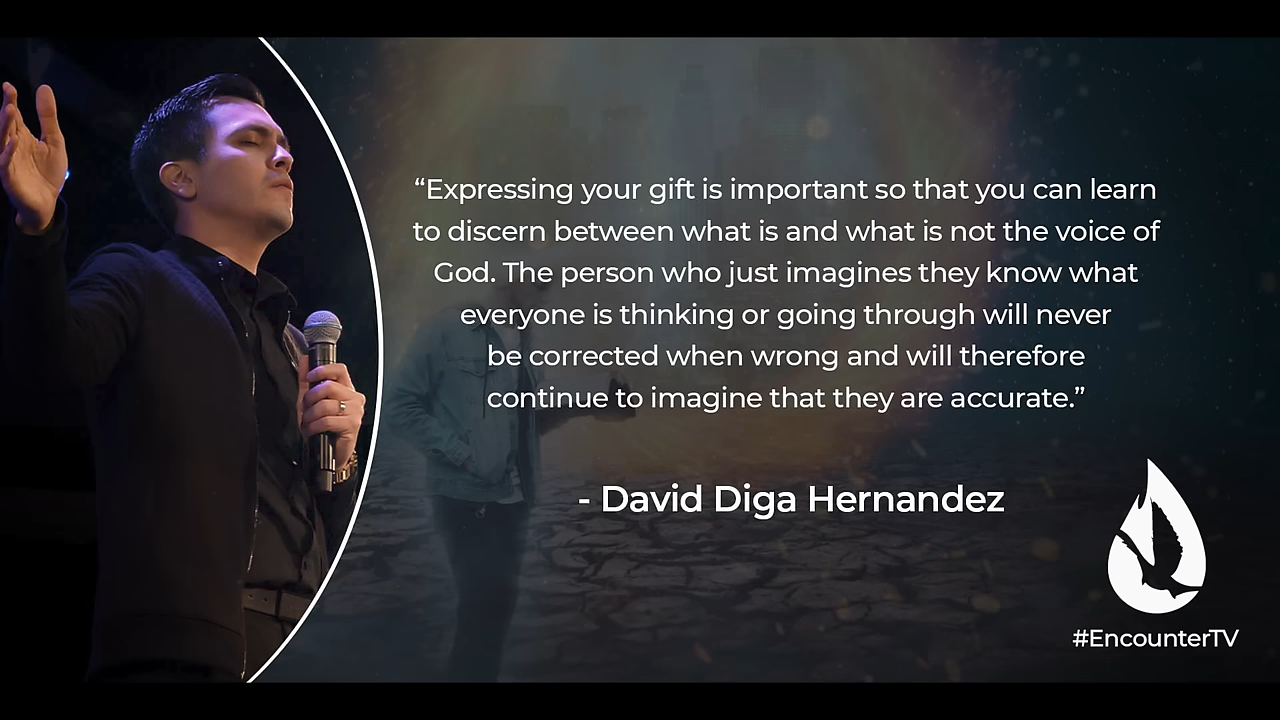 “Expressing your gift is important so that you can learn
to discern between what is and what is not the voice of
God. The person who just imagines they know what
everyone is thinking or going through will never
be corrected when wrong and will therefore
continue to imagine that they are accurate.”
- David Diga Hernandez
#EncounterTV